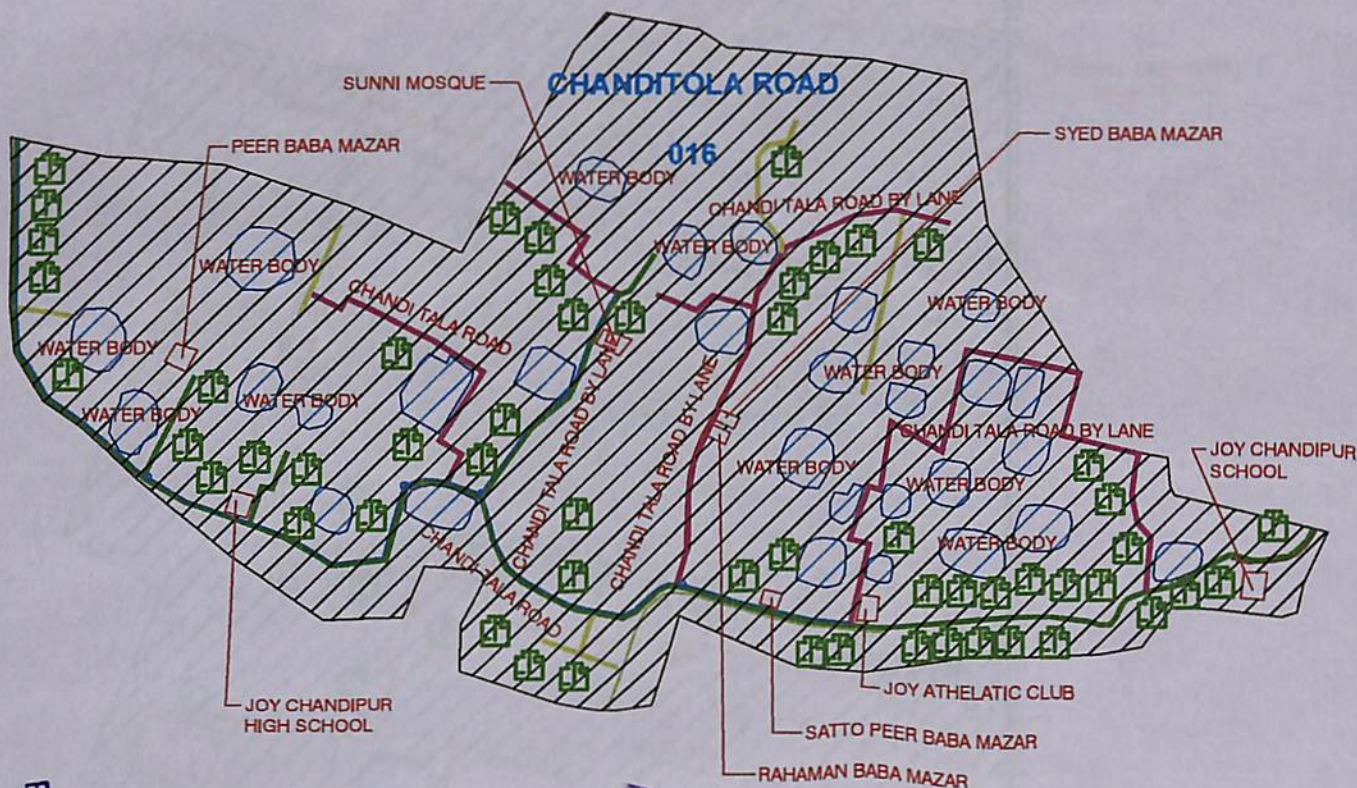 CHANDITOLA ROAD
016
SUNNI MOSQUE
PEER BABA MAZAR
SYED BABA MAZAR
WATER BODY
CHANDI TALA ROAD BY LANE
WATER BODY
WATER BODY
CHANDI TALA ROAD
WATER BODY
WATER BODY
WATER BODY
WATER BODY
WATER BODY
CHANDI TALA ROAD BY LANE
CHANDI TALA ROAD BY LANE
WATER BODY
CHANDI TALA ROAD BY LANE
WATER BODY
WATER BODY
WATER BODY
CHANDI TALA ROAD
JOY CHANDIPUR
SCHOOL
JOY CHANDIPUR
HIGH SCHOOL
JOY ATHELATIC CLUB
SATTO PEER BABA MAZAR
RAHAMAN BABA MAZAR